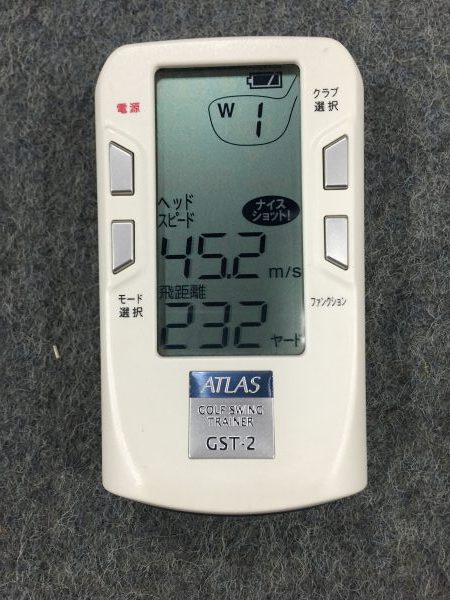 電源
クラブ
選択
W 1
ヘッド
スピード
ナイス
ショット!
45.2 m/s
飛距離
232 ヤード
モード
選択
ファンクション
ATLAS
GOLF SWING
TRAINER
GST-2